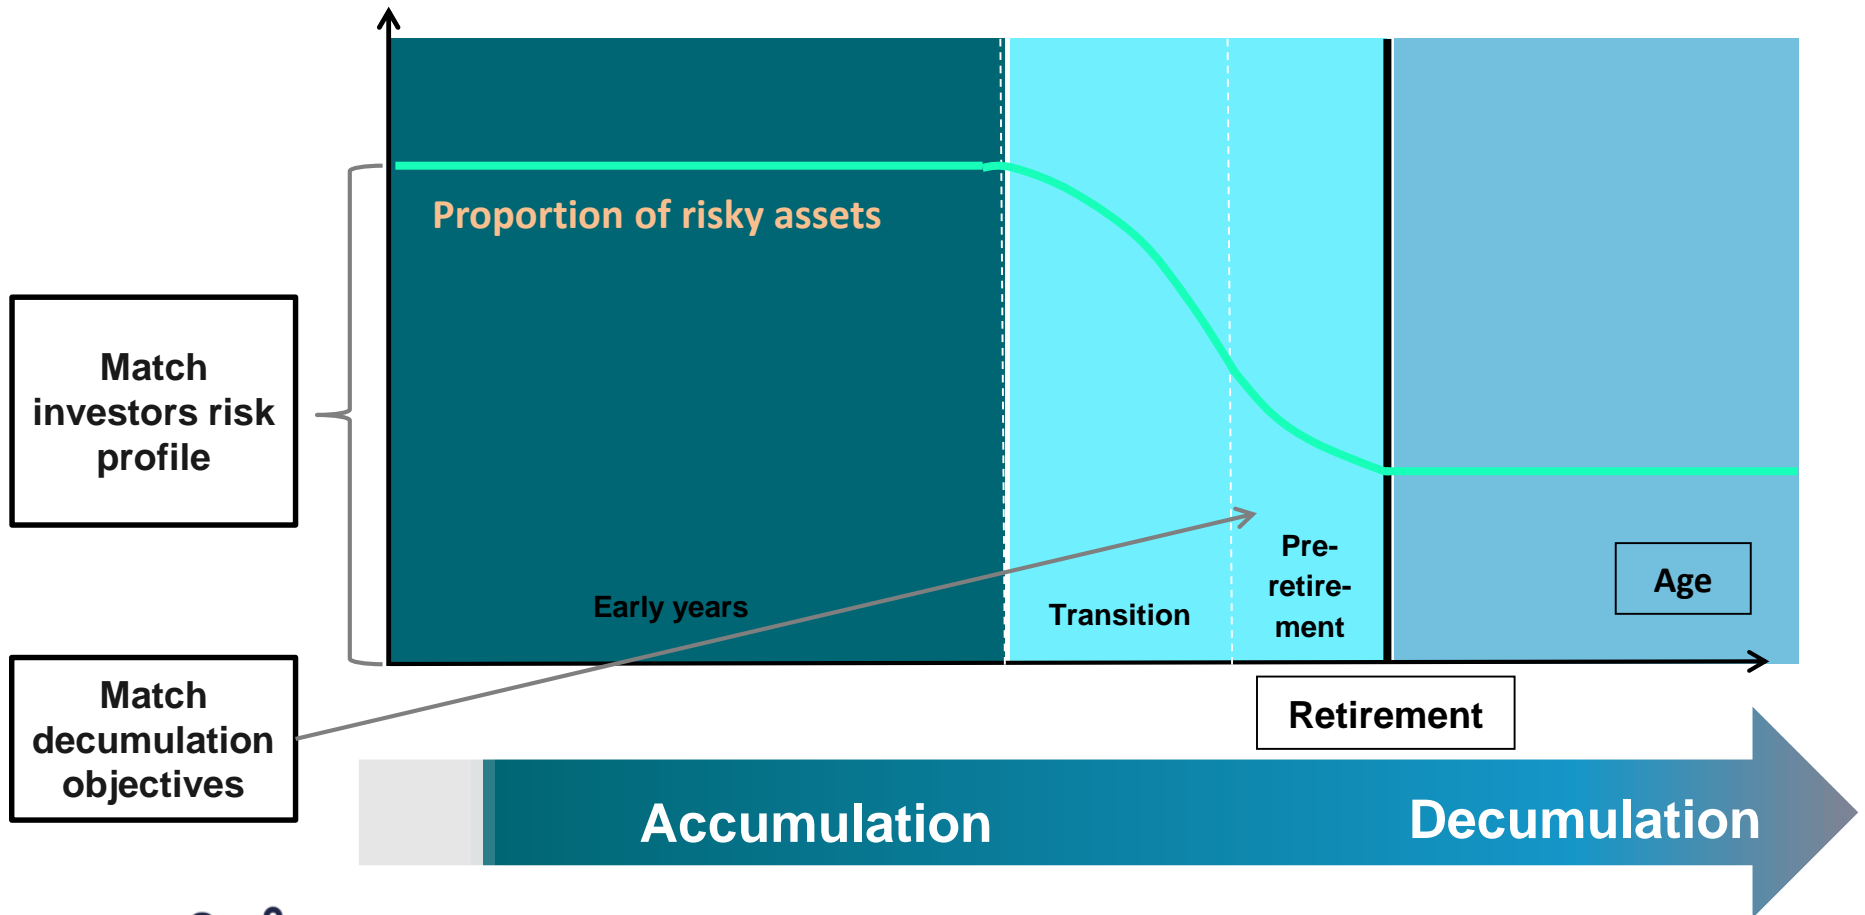 Proportion of risky assets
Match
investors risk
profile
Early years
Transition
Pre-
retire-
ment
Age
Match
decumulation
objectives
Retirement
Accumulation
Decumulation